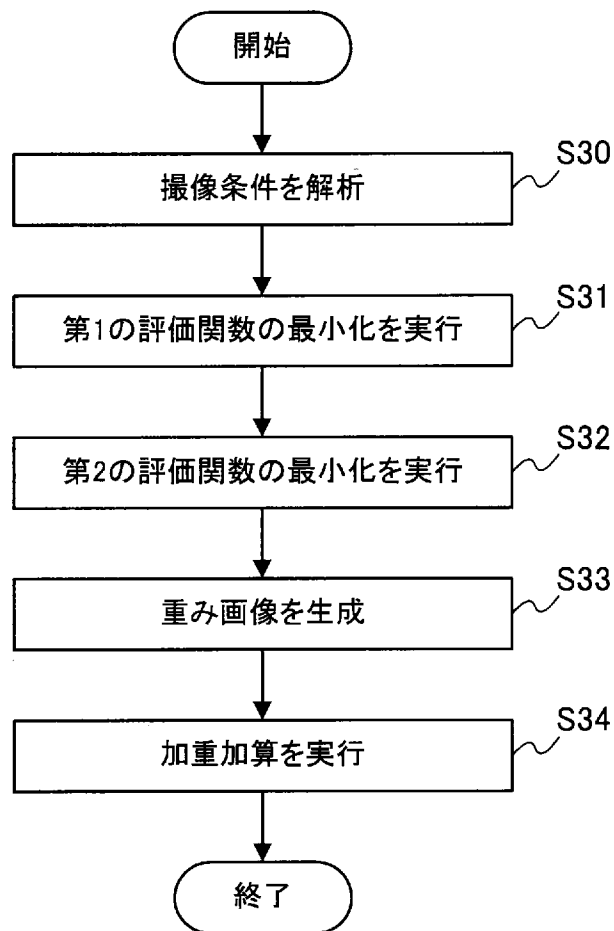 開始
撮像条件を解析
S30
第1の評価関数の最小化を実行
S31
第2の評価関数の最小化を実行
S32
重み画像を生成
S33
加重加算を実行
S34
終了